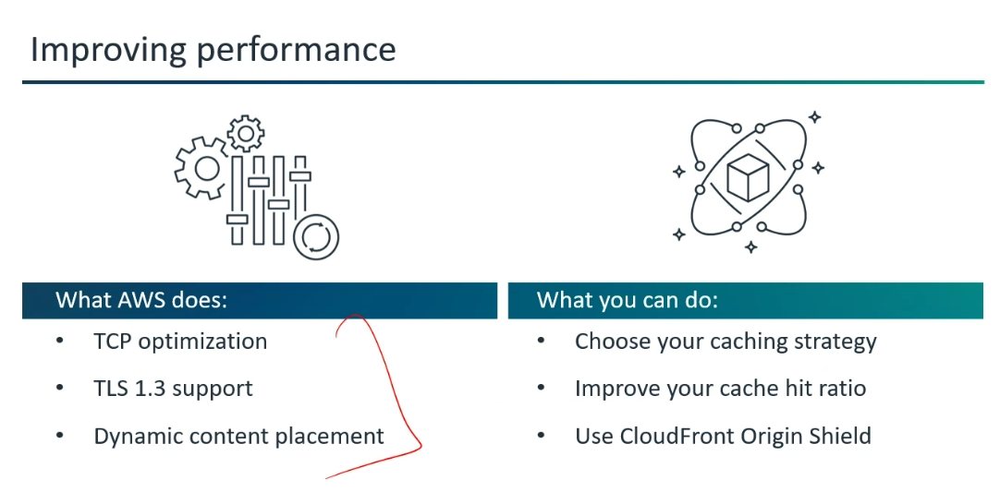 Improving performance
What AWS does:
• TCP optimization
• TLS 1.3 support
• Dynamic content placement
What you can do:
• Choose your caching strategy
• Improve your cache hit ratio
• Use CloudFront Origin Shield